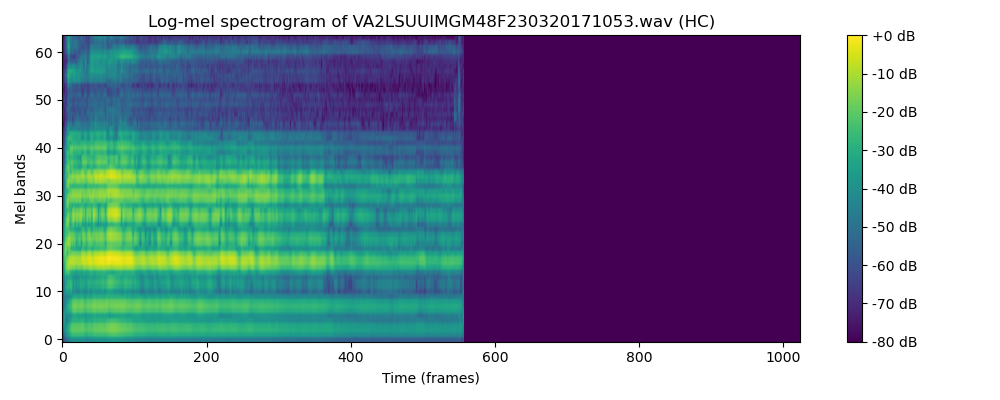 Log-mel spectrogram of VA2LSUUIMGM48F230320171053.wav (HC)
60
50
40
30
20
10
0
Mel bands
0 200 400 600 800 1000
Time (frames)
+0 dB
-10 dB
-20 dB
-30 dB
-40 dB
-50 dB
-60 dB
-70 dB
-80 dB